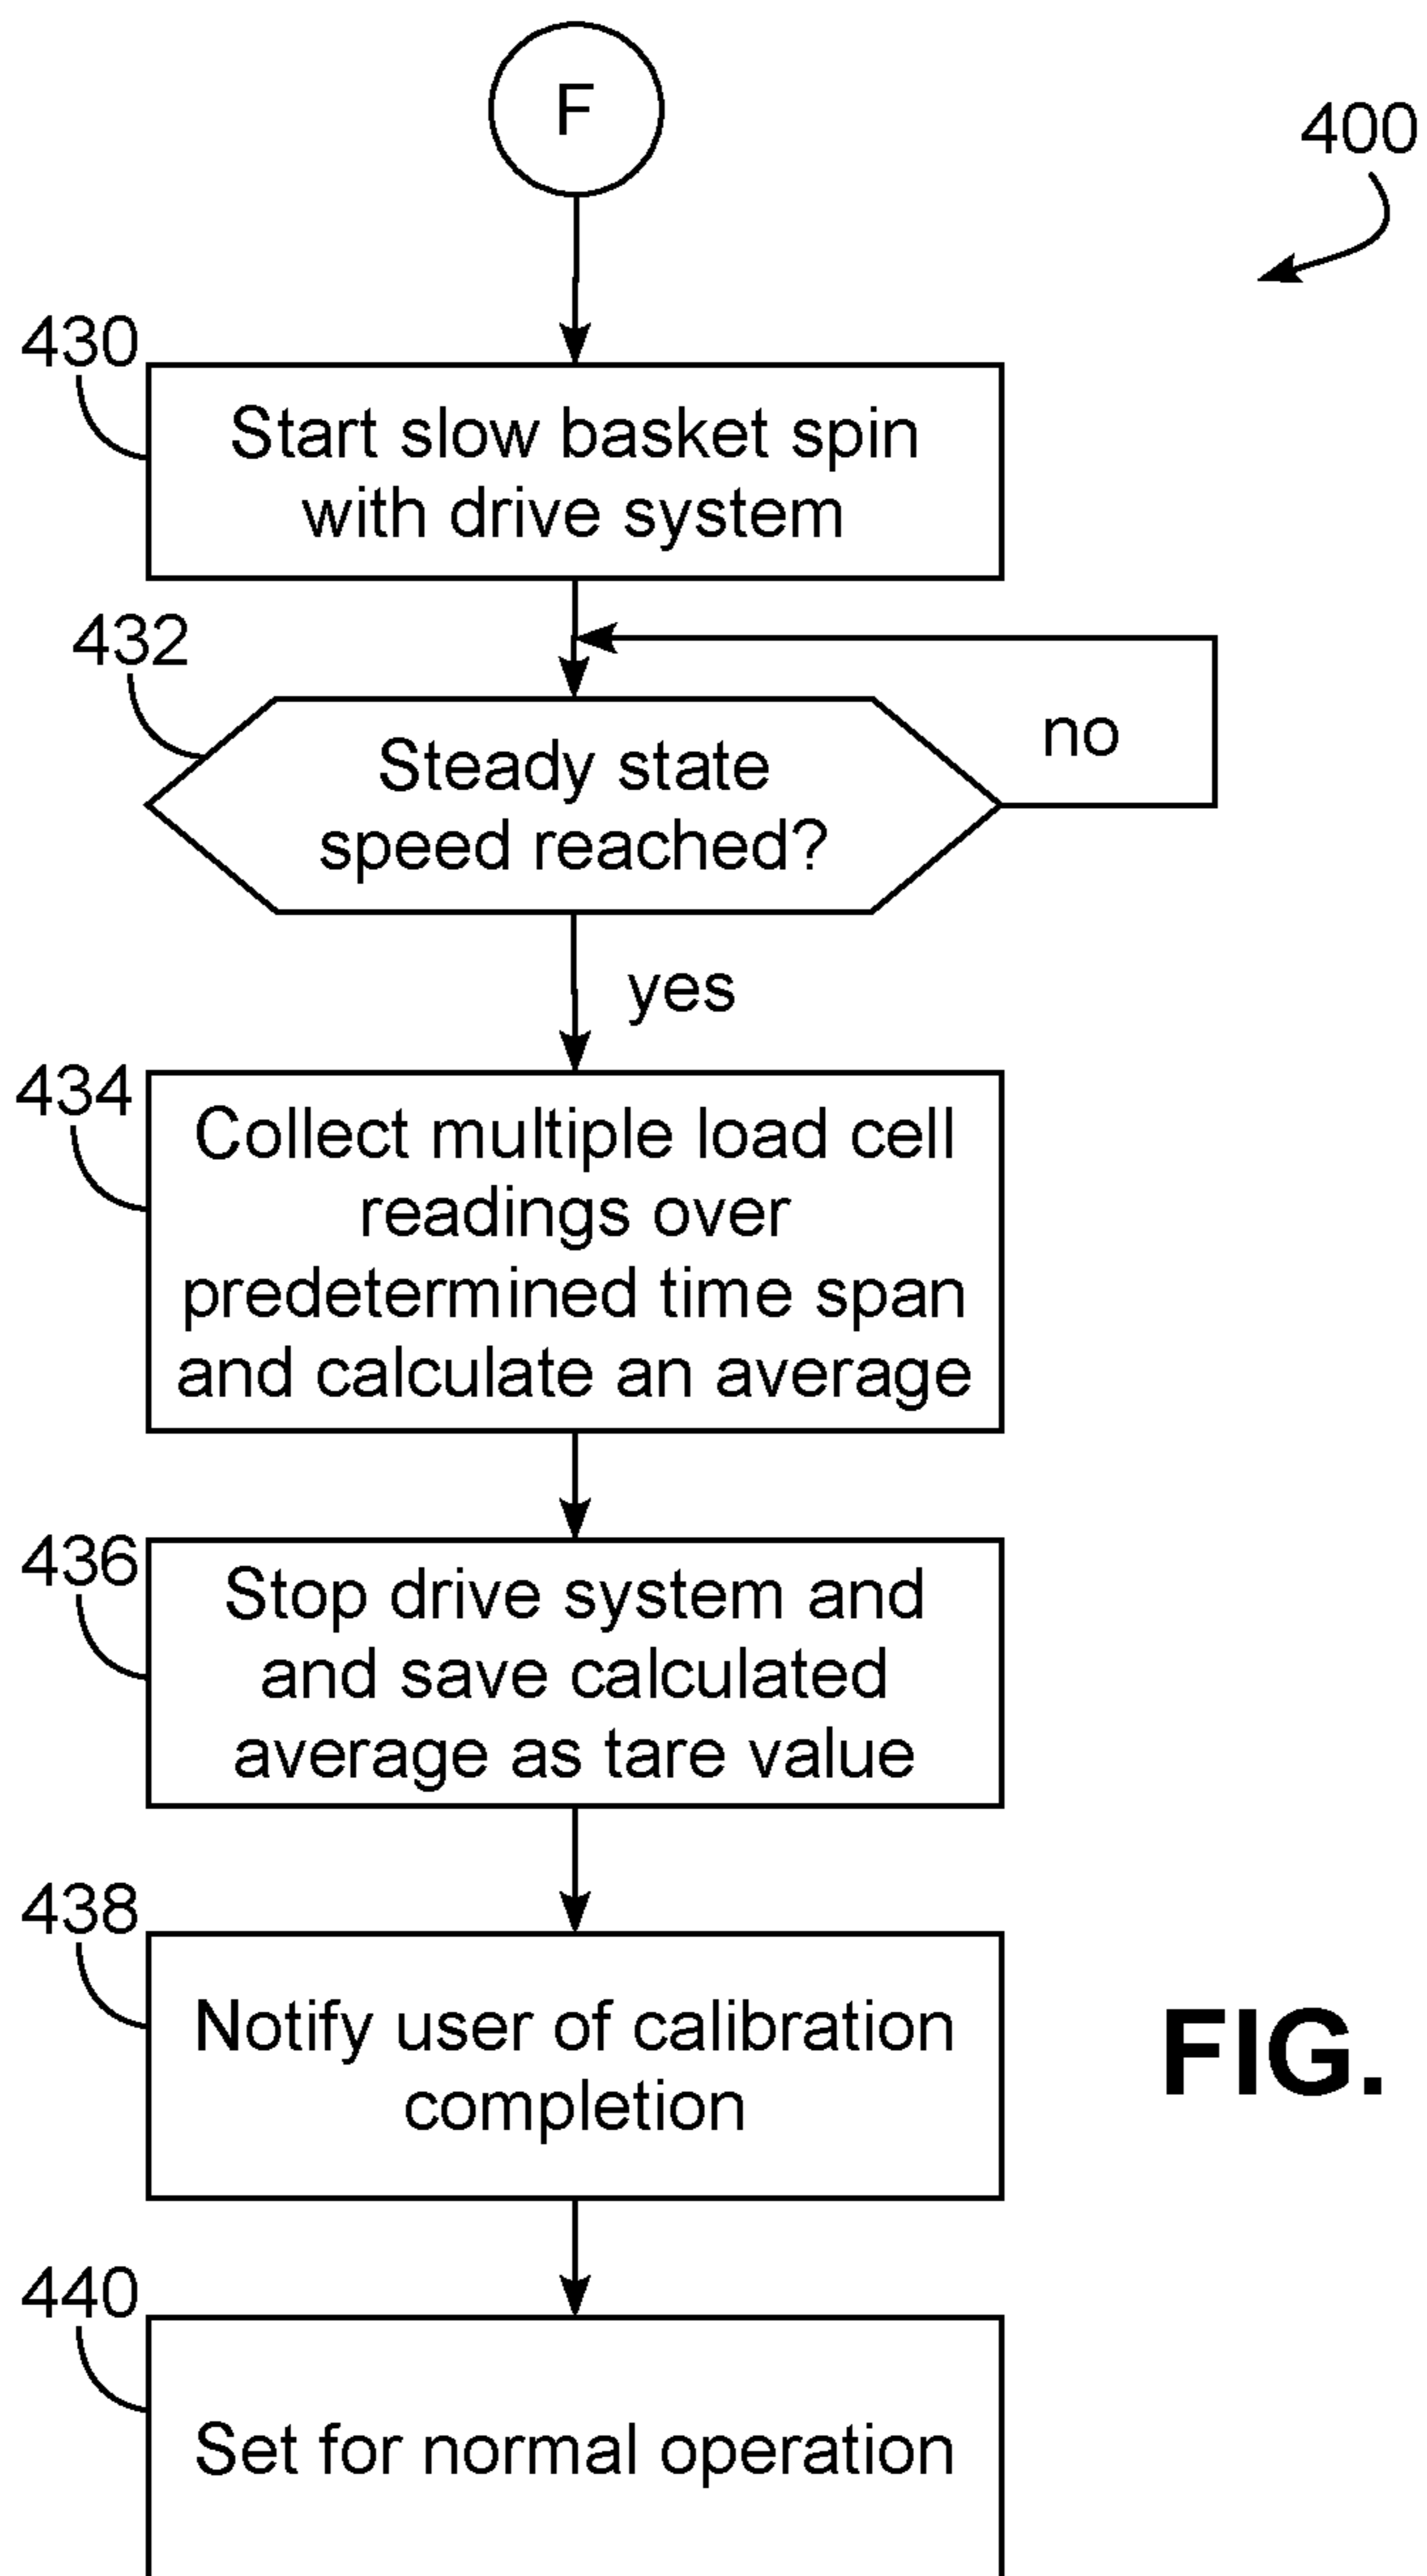 F
400
430
Start slow basket spin
with drive system
432
Steady state
speed reached?
no
yes
434
Collect multiple load cell
readings over
predetermined time span
and calculate an average
436
Stop drive system and
and save calculated
average as tare value
438
Notify user of calibration
completion
FIG.
440
Set for normal operation